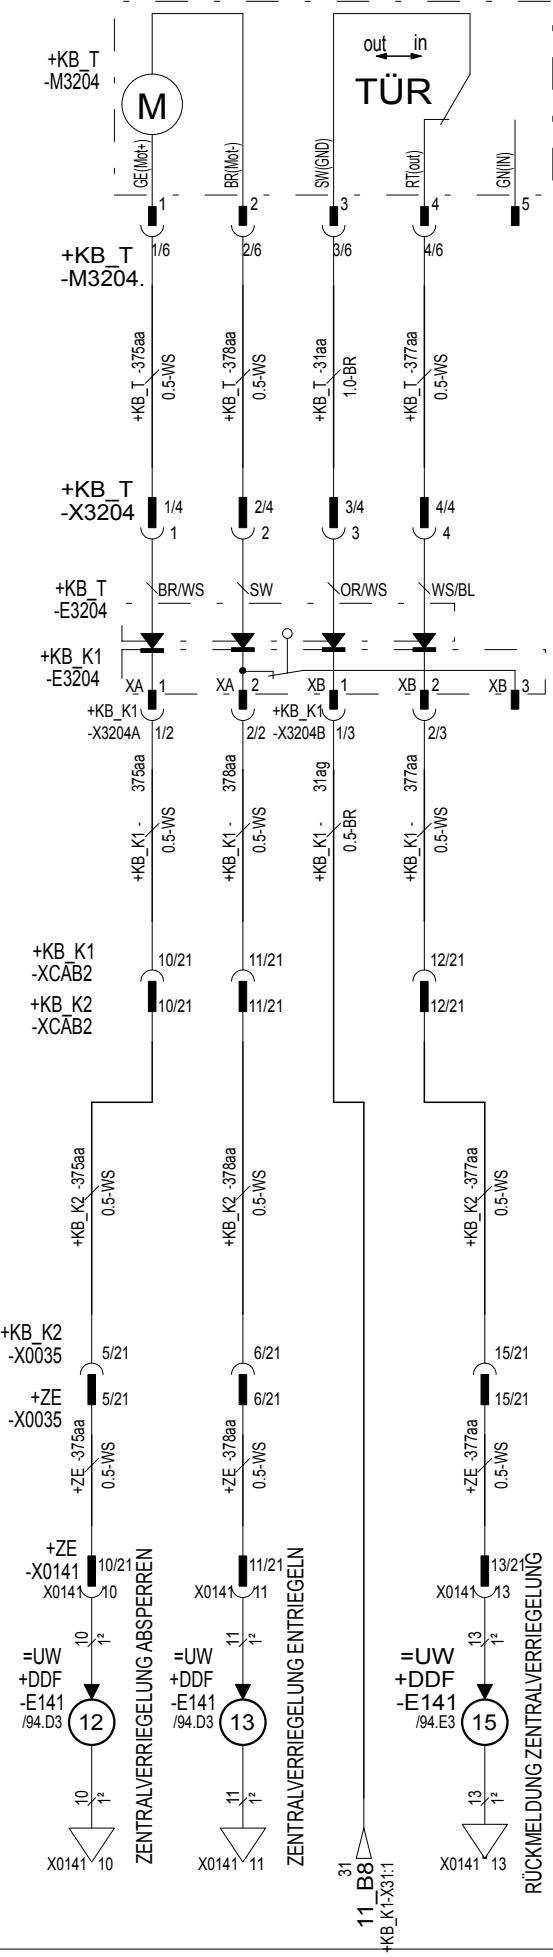 out in
+KB_T
-M3204
M
TÜR
GE(Mot+)
BR(Mot-)
SW(GND)
RT(out)
GN(IN)
1 2 3 4 5
1/6 2/6 3/6 4/6
+KB_T
-M3204.
+KB_T -375aa
0.5-WS
+KB_T -378aa
0.5-WS
+KB_T -31aa
1.0-BR
+KB_T -377aa
0.5-WS
+KB_T
-X3204
1/4 2/4 3/4 4/4
1 2 3 4
+KB_T
-E3204
BR/WS SW OR/WS WS/BL
+KB_K1
-E3204
XA 1 XA 2 XB 1 XB 2 XB 3
+KB_K1
-X3204A 1/2
2/2
+KB_K1
-X3204B 1/3
2/3
+KB_K1 - 375aa
0.5-WS
+KB_K1 - 378aa
0.5-WS
+KB_K1 - 31ag
0.5-BR
+KB_K1 - 377aa
0.5-WS
+KB_K1
-XCAB2
10/21 11/21 12/21
+KB_K2
-XCAB2
10/21 11/21 12/21
+KB_K2 -375aa
0.5-WS
+KB_K2 -378aa
0.5-WS
+KB_K2 -377aa
0.5-WS
+KB_K2
-X0035
5/21 6/21 15/21
+ZE
-X0035
5/21 6/21 15/21
+ZE -375aa
0.5-WS
+ZE -378aa
0.5-WS
+ZE -377aa
0.5-WS
+ZE
-X0141
10/21 11/21 13/21
X0141 10 X0141 11 X0141 13
10 1² 11 1² 13 1²
=UW
+DDF
-E141
/94.D3
12
=UW
+DDF
-E141
/94.D3
13
=UW
+DDF
-E141
/94.E3
15
10 1² 11 1² 13 1²
X0141 10 X0141 11 X0141 13
ZENTRALVERRIEGELUNG ABSPERREN
ZENTRALVERRIEGELUNG ENTRIEGELN
31
11_B8
+KB_K1-X31:1
RÜCKMELDUNG ZENTRALVERRIEGELUNG